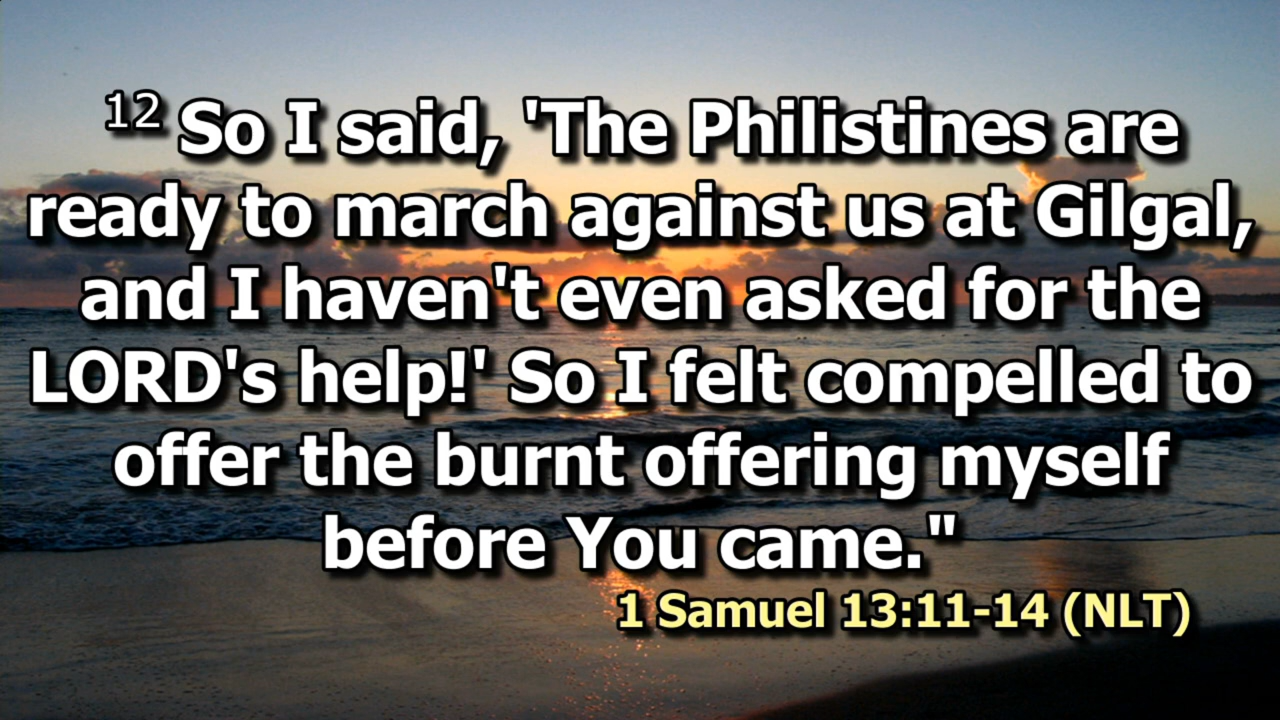 12 So I said, 'The Philistines are
ready to march against us at Gilgal,
and I haven't even asked for the
LORD's help!' So I felt compelled to
offer the burnt offering myself
before You came."
1 Samuel 13:11-14 (NLT)